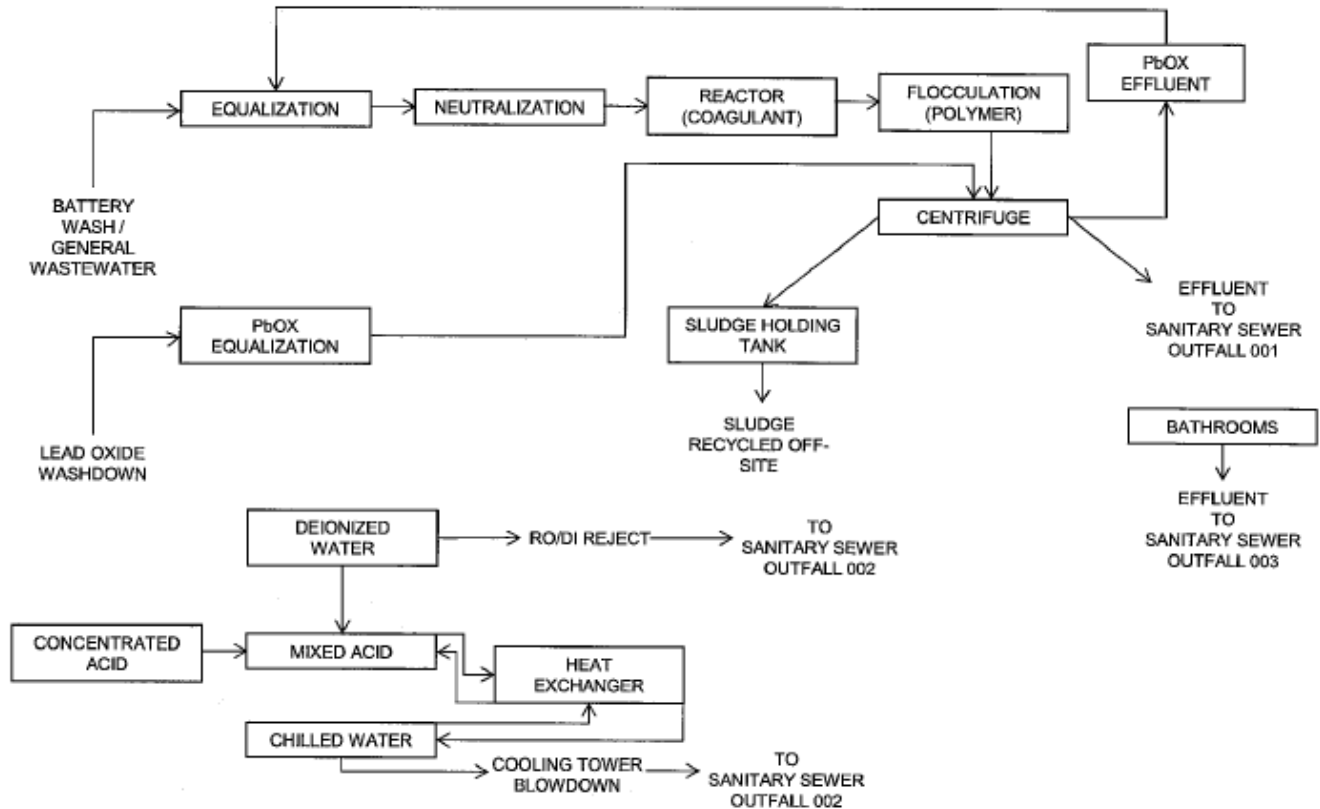 PbOX
EFFLUENT
EQUALIZATION
NEUTRALIZATION
REACTOR
(COAGULANT)
FLOCCULATION
(POLYMER)
BATTERY
WASH /
GENERAL
WASTEWATER
CENTRIFUGE
PbOX
EQUALIZATION
SLUDGE HOLDING
TANK
EFFLUENT
TO
SANITARY SEWER
OUTFALL 001
LEAD OXIDE
WASHDOWN
SLUDGE
RECYCLED OFF-
SITE
BATHROOMS
EFFLUENT
TO
SANITARY SEWER
OUTFALL 003
DEIONIZED
WATER
RO/DI REJECT
TO
SANITARY SEWER
OUTFALL 002
CONCENTRATED
ACID
MIXED ACID
HEAT
EXCHANGER
CHILLED WATER
COOLING TOWER
BLOWDOWN
TO
SANITARY SEWER
OUTFALL 002